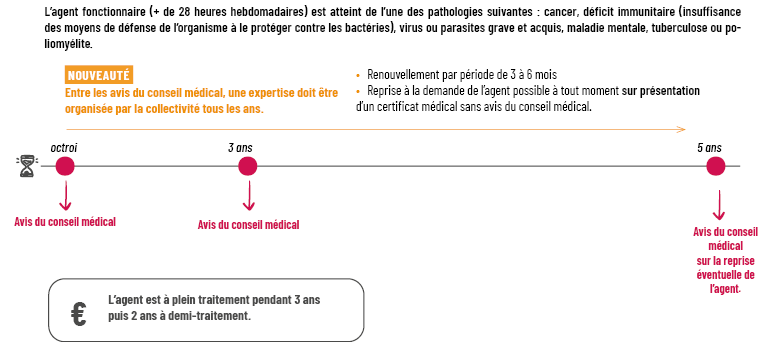 L'agent fonctionnaire (+ de 28 heures hebdomadaires) est atteint de l'une des pathologies suivantes : cancer, déficit immunitaire (insuffisance
des moyens de défense de l'organisme à le protéger contre les bactéries), virus ou parasites grave et acquis, maladie mentale, tuberculose ou po-
liomyélite.
NOUVEAUTÉ
Entre les avis du conseil médical, une expertise doit être
organisée par la collectivité tous les ans.
• Renouvellement par période de 3 à 6 mois
• Reprise à la demande de l'agent possible à tout moment sur présentation
d'un certificat médical sans avis du conseil médical.
octroi
3 ans
5 ans
Avis du conseil médical
Avis du conseil médical
Avis du conseil
médical
sur la reprise
éventuelle de
l'agent.
€
L'agent est à plein traitement pendant 3 ans
puis 2 ans à demi-traitement.